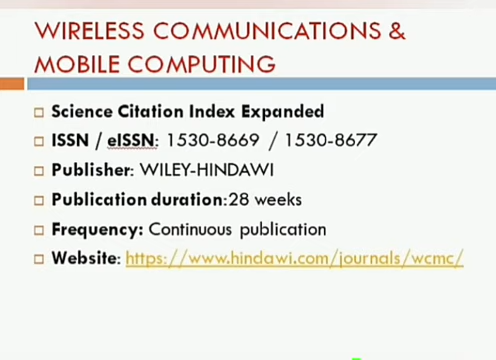 WIRELESS COMMUNICATIONS &
MOBILE COMPUTING
Science Citation Index Expanded
ISSN / eISSN: 1530-8669 / 1530-8677
Publisher: WILEY-HINDAWI
Publication duration:28 weeks
Frequency: Continuous publication
Website: https://www.hindawi.com/journals/wcmc/